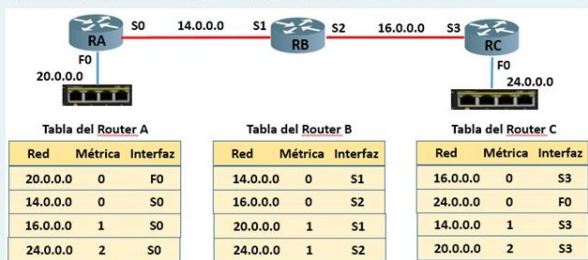 RA S0 14.0.0.0 S1 RB S2 16.0.0.0 S3 RC
F0 F0
20.0.0.0 24.0.0.0
Tabla del Router A
Red Métrica Interfaz
20.0.0.0 0 F0
14.0.0.0 0 S0
16.0.0.0 1 S0
24.0.0.0 2 S0
Tabla del Router B
Red Métrica Interfaz
14.0.0.0 0 S1
16.0.0.0 0 S2
20.0.0.0 1 S1
24.0.0.0 1 S2
Tabla del Router C
Red Métrica Interfaz
16.0.0.0 0 S3
24.0.0.0 0 F0
14.0.0.0 1 S3
20.0.0.0 2 S3